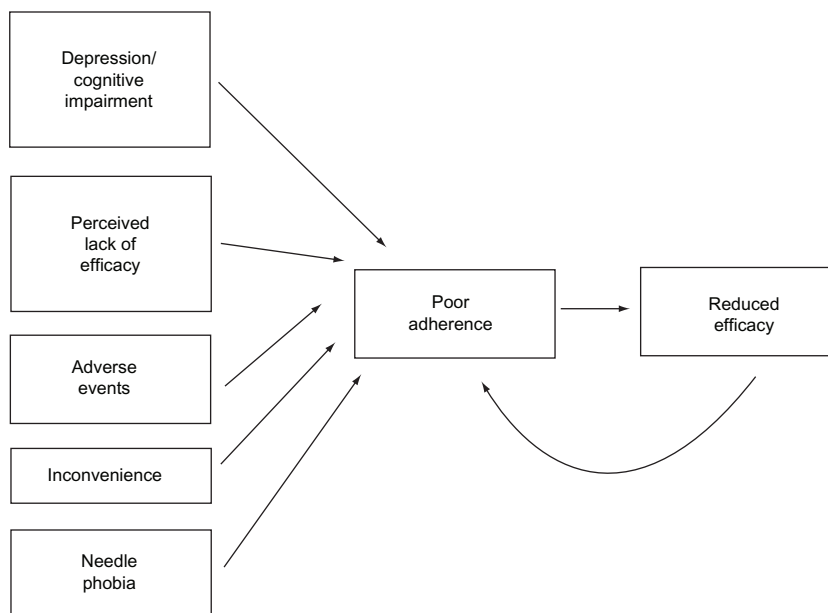 Depression/
cognitive
impairment
Perceived
lack of
efficacy
Adverse
events
Inconvenience
Needle
phobia
Poor
adherence
Reduced
efficacy